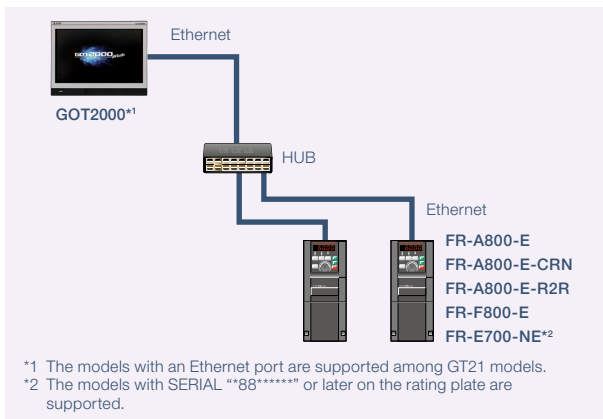 Ethernet
GOT2000
GOT2000*1
HUB
Ethernet
FR-A800-E
FR-A800-E-CRN
FR-A800-E-R2R
FR-F800-E
FR-E700-NE*2
*1 The models with an Ethernet port are supported among GT21 models.
*2 The models with SERIAL “*88******” or later on the rating plate are
supported.